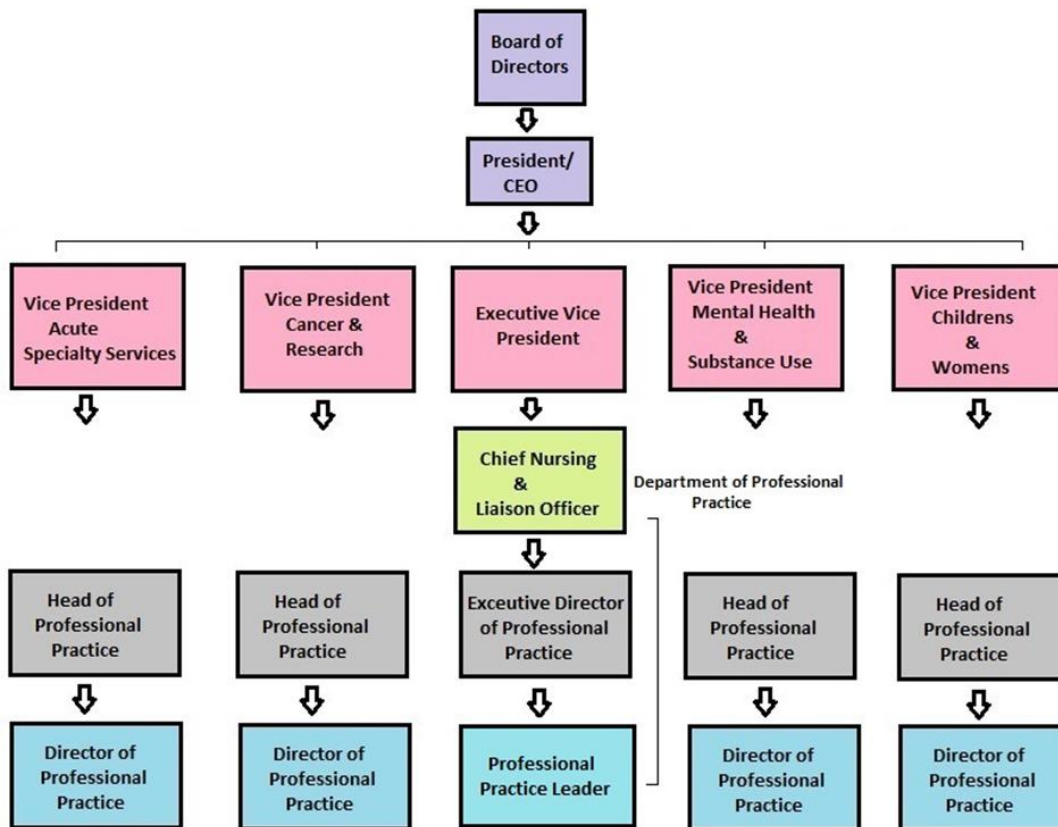 Board of
Directors
President/
CEO
Vice President
Acute
Specialty Services
Vice President
Cancer &
Research
Executive Vice
President
Vice President
Mental Health
&
Substance Use
Vice President
Childrens
&
Womens
Chief Nursing
&
Liaison Officer
Department of Professional
Practice
Head of
Professional
Practice
Head of
Professional
Practice
Excecutive Director
of Professional
Practice
Head of
Professional
Practice
Head of
Professional
Practice
Director of
Professional
Practice
Director of
Professional
Practice
Professional
Practice Leader
Director of
Professional
Practice
Director of
Professional
Practice